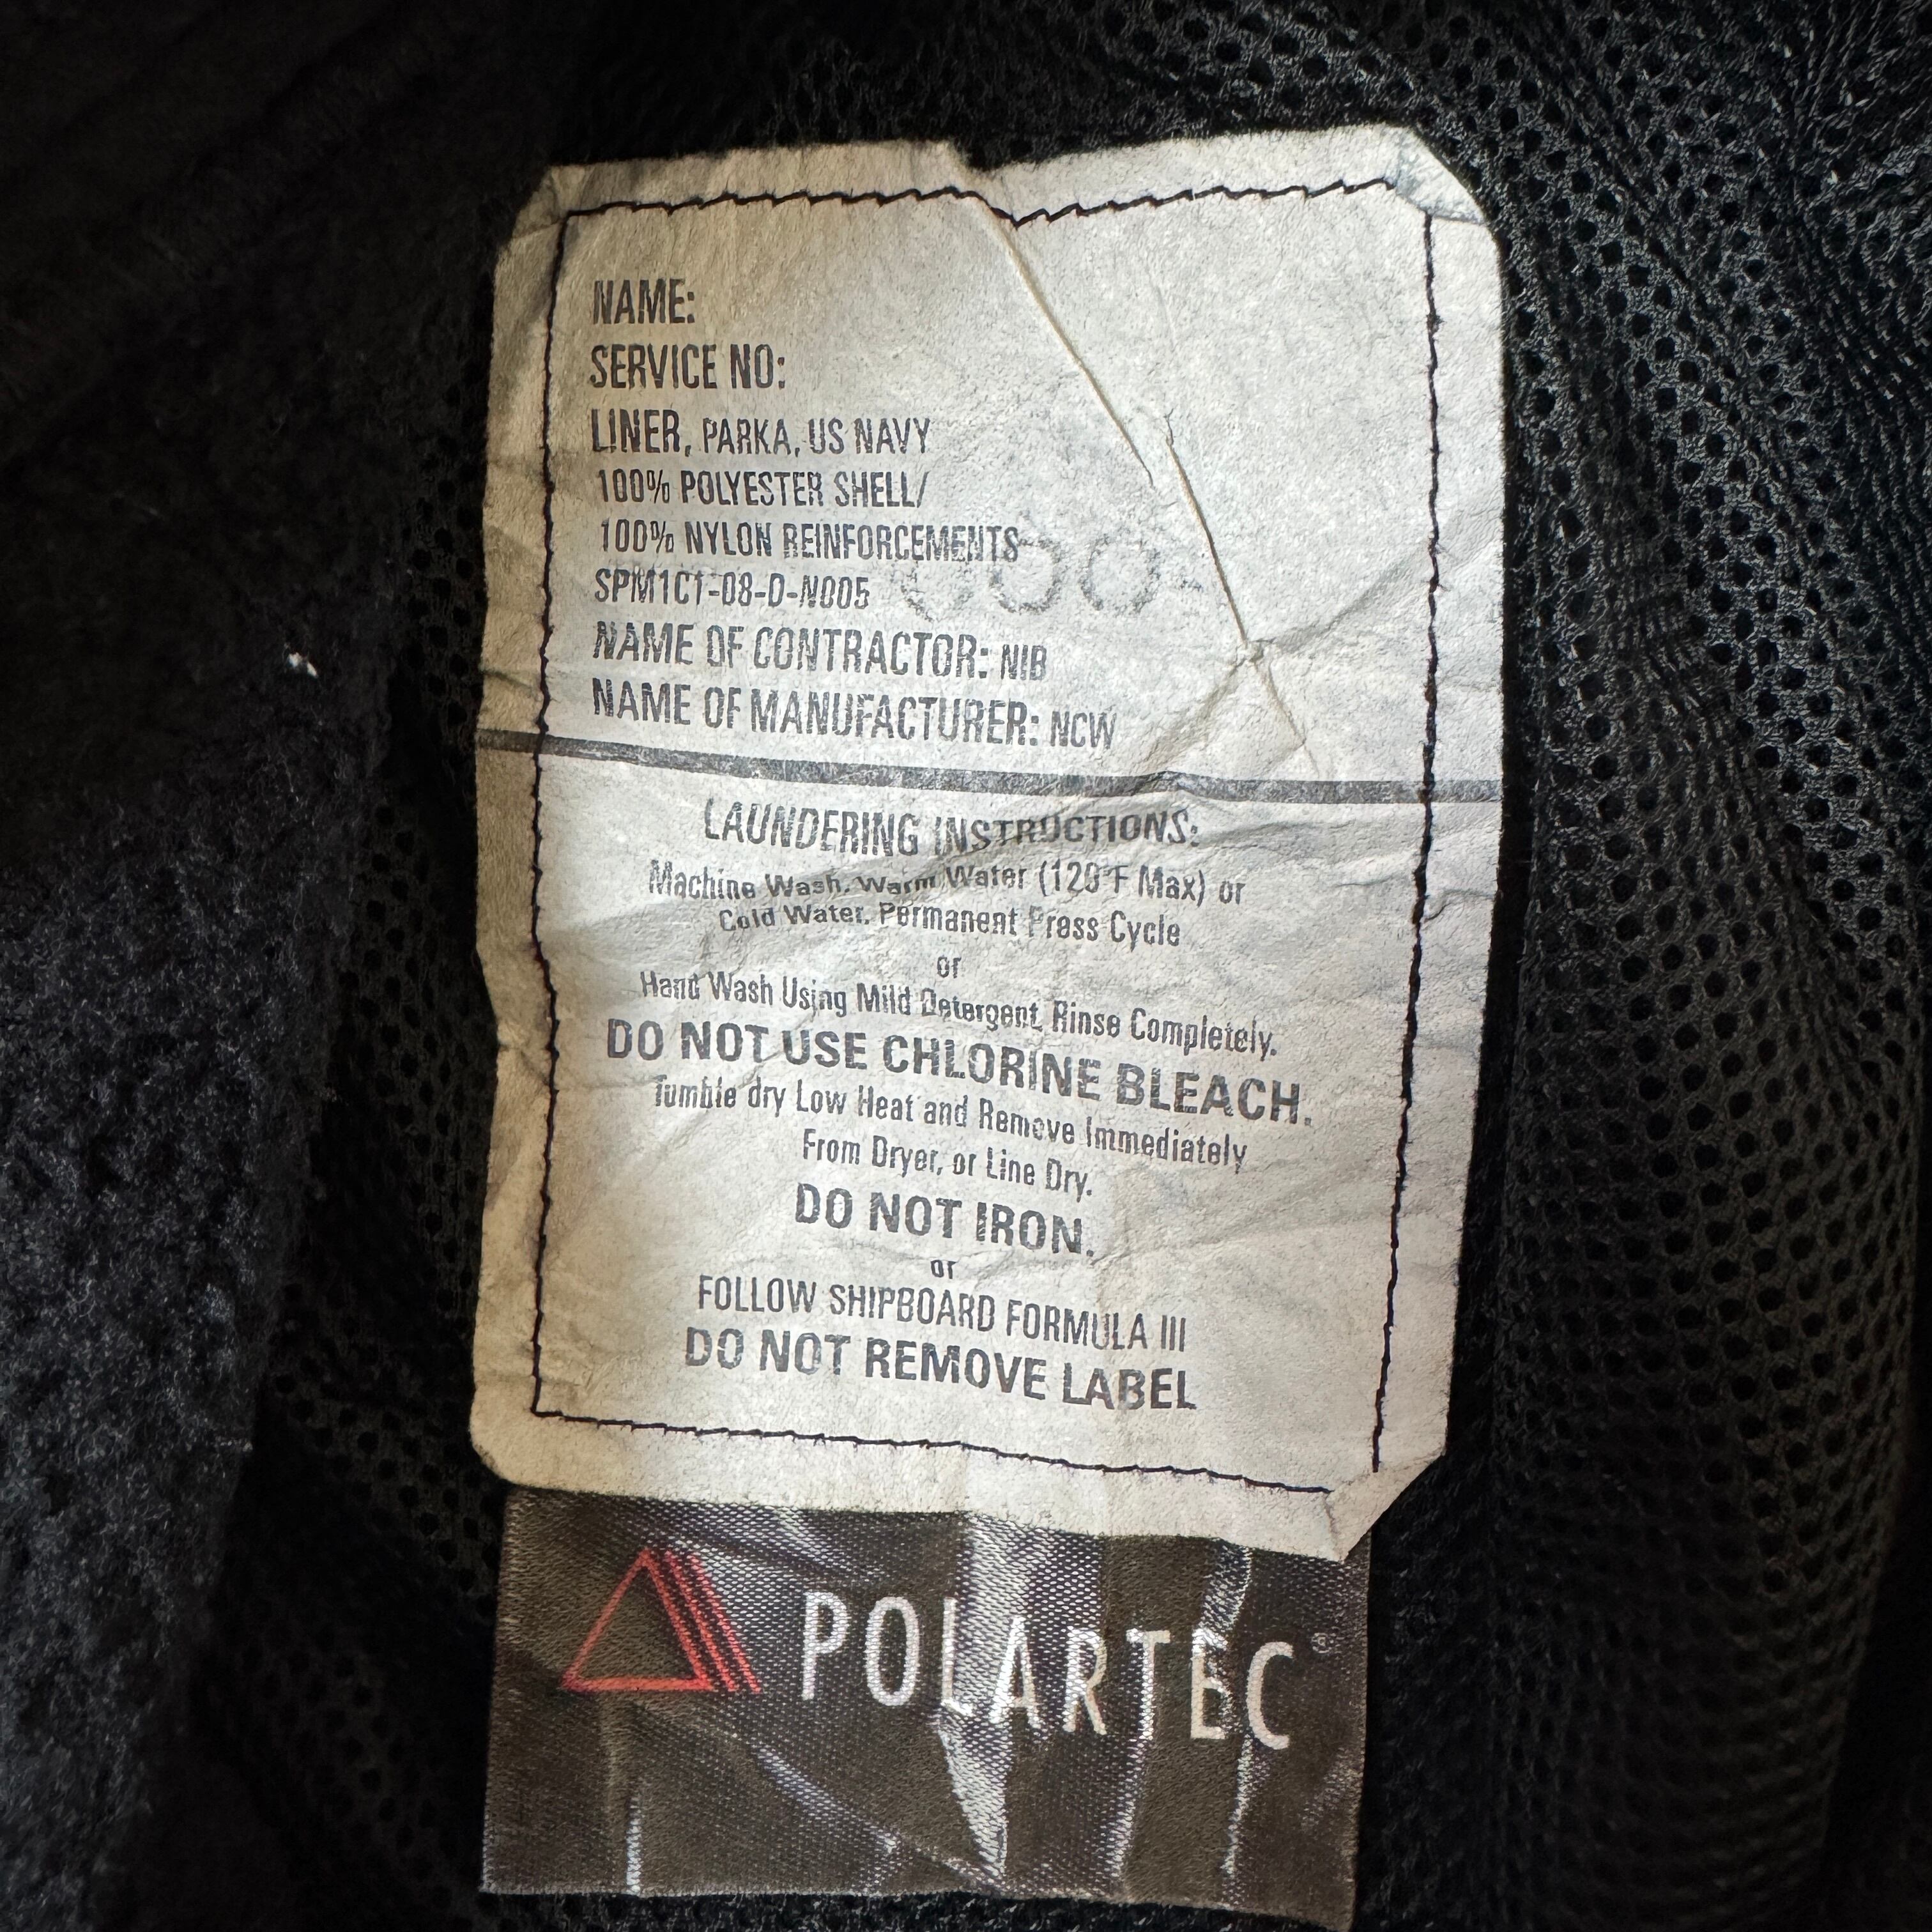 NAME:
SERVICE NO:
LINER, PARKA, US NAVY
100% POLYESTER SHELL/
100% NYLON REINFORCEMENTS
SPM1C1-08-D-N005
NAME OF CONTRACTOR: NIB
NAME OF MANUFACTURER: NCW
LAUNDERING INSTRUCTIONS:
Machine Wash, Warm Water (120°F Max) or
Cold Water. Permanent Press Cycle
or
Hand Wash Using Mild Detergent, Rinse Completely.
DO NOT USE CHLORINE BLEACH.
Tumble dry Low Heat and Remove Immediately
From Dryer, or Line Dry.
DO NOT IRON.
or
FOLLOW SHIPBOARD FORMULA III
DO NOT REMOVE LABEL
POLARTEC®